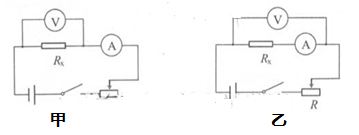 V V
Rx A Rx A
R
甲 乙